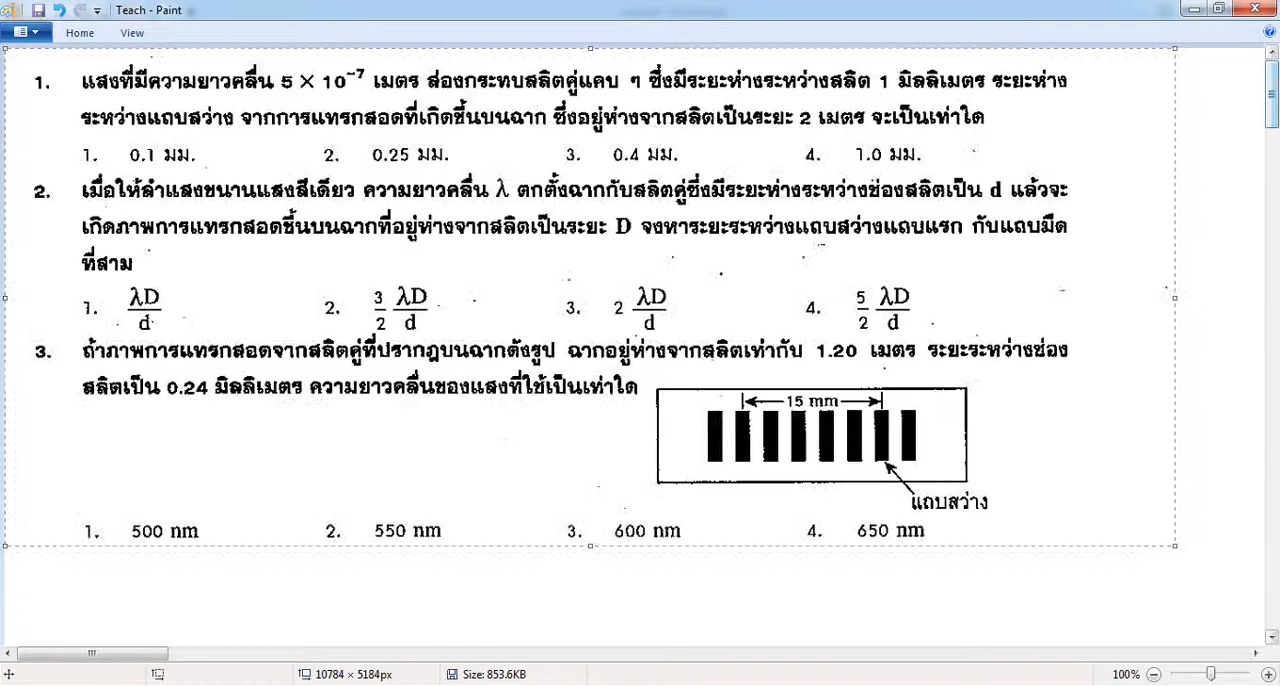 Teach - Paint
Home View
1. แสงที่มีความยาวคลื่น 5 × 10⁻⁷ เมตร ส่องกระทบสลิตคู่แคบ ๆ ซึ่งมีระยะห่างระหว่างสลิต 1 มิลลิเมตร ระยะห่าง
ระหว่างแถบสว่าง จากการแทรกสอดที่เกิดขึ้นบนฉาก ซึ่งอยู่ห่างจากสลิตเป็นระยะ 2 เมตร จะเป็นเท่าใด
1. 0.1 มม. 2. 0.25 มม. 3. 0.4 มม. 4. 1.0 มม.
2. เมื่อให้ลำแสงขนานแสงสีเดียว ความยาวคลื่น λ ตกตั้งฉากกับสลิตคู่ซึ่งมีระยะห่างระหว่างช่องสลิตเป็น d แล้วจะ
เกิดภาพการแทรกสอดขึ้นบนฉากที่อยู่ห่างจากสลิตเป็นระยะ D จงหาระยะระหว่างแถบสว่างแถบแรก กับแถบมืด
ที่สาม
1. λD/d 2. 3/2 λD/d 3. 2 λD/d 4. 5/2 λD/d
3. ถ้าภาพการแทรกสอดจากสลิตคู่ที่ปรากฏบนฉากดังรูป ฉากอยู่ห่างจากสลิตเท่ากับ 1.20 เมตร ระยะระหว่างช่อง
สลิตเป็น 0.24 มิลลิเมตร ความยาวคลื่นของแสงที่ใช้เป็นเท่าใด
15 mm
แถบสว่าง
1. 500 nm 2. 550 nm 3. 600 nm 4. 650 nm
10784 × 5184px Size: 853.6KB 100%